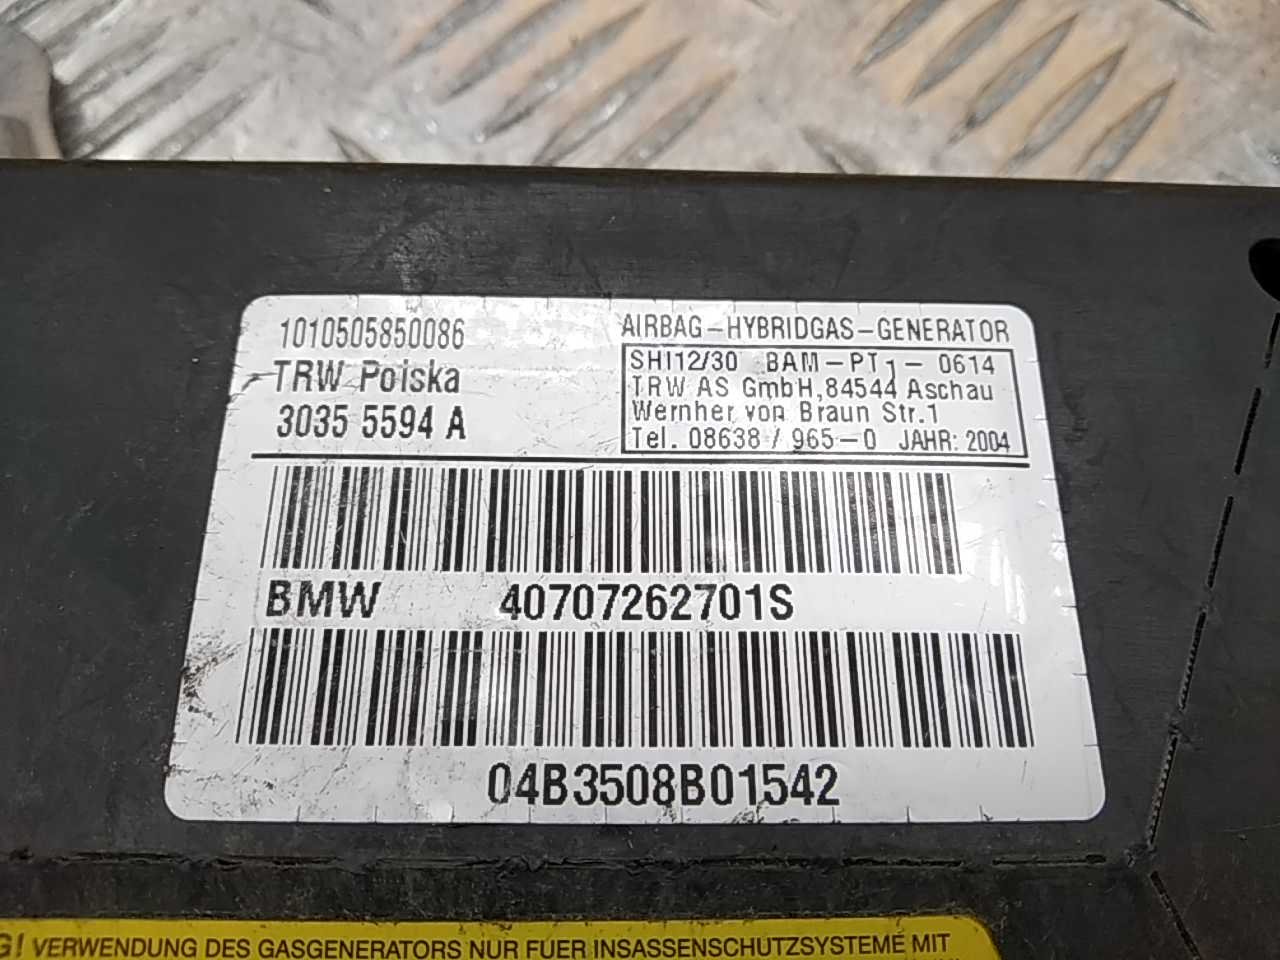 1010505850086
TRW Poiska
3035 5594 A
AIRBAG-HYBRIDGAS-GENERATOR
SHI12/30 BAM-PT1-0614
TRW AS GmbH,84544 Aschau
Wernher von Braun Str.1
Tel. 08638/965-0 JAHR: 2004
BMW 40707262701S
04B3508B01542
G! VERWENDUNG DES GASGENERATORS NUR FUER INSASSENSCHUTZSYSTEME MIT